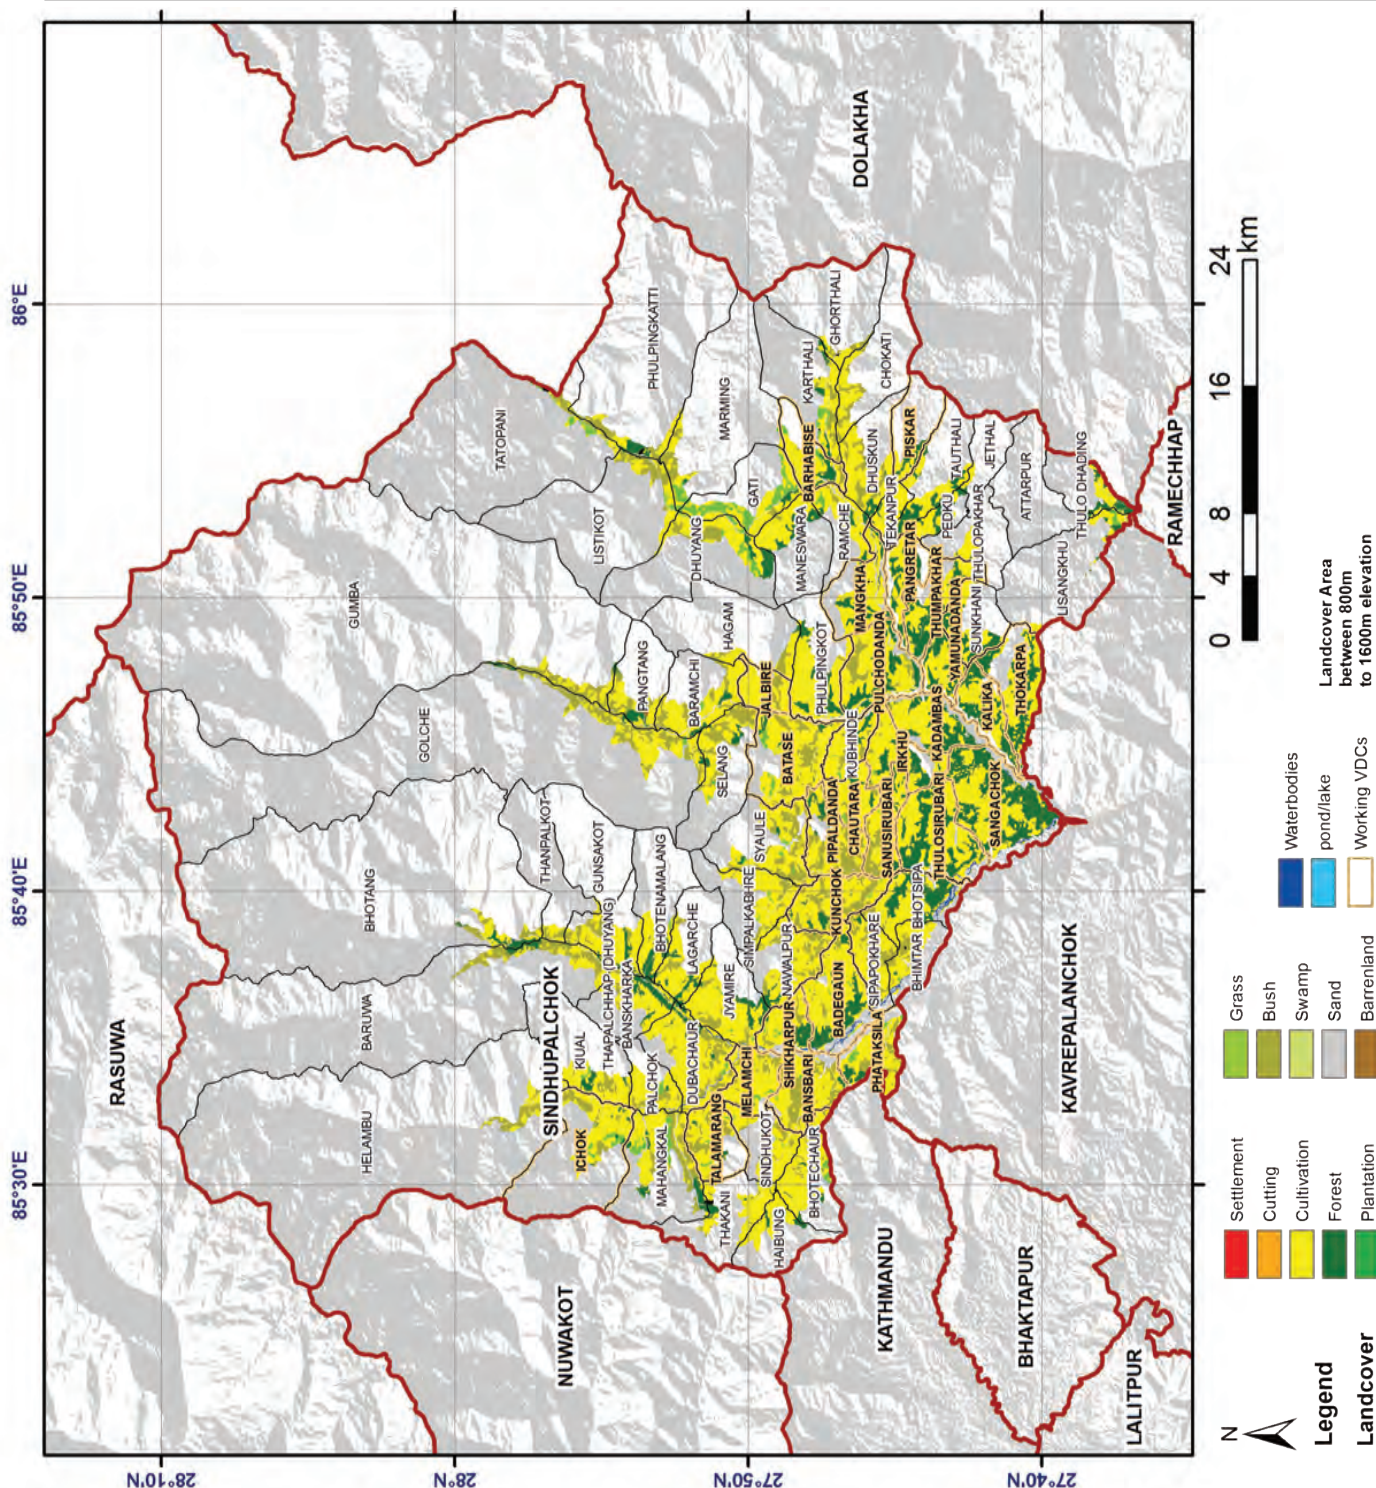 85°30'E
85°40'E
85°50'E
86°E
28°10'N
28°N
27°50'N
27°40'N
RASUWA
NUWAKOT
SINDHUPALCHOK
KATHMANDU
BHAKTAPUR
LALITPUR
KAVREPALANCHOK
DOLAKHA
RAMECHHAP
HELAMBU
BARUWA
BHOTANG
GOLCHE
GUMBA
TATOPANI
LISTIKOT
PHULPINGKATTI
MARMING
THANPALKOT
GUNSAKOT
BHOTENAMALANG
KIUAL
THAPALCHHAP (DHUYANG)
BANSKHARKA
PALCHOK
ICHOK
MAHANGKAL
DUBACHAUR
LAGARCHE
JYAMIRE
TALAMARANG
MELAMCHI
THAKANI
SINDHUKOT
HAIBUNG
BHOTECHAUR
BANSBARI
SHIKHARPUR
NAWALPUR
SIMPALKABHRE
SYAULE
SELANG
BARAMCHI
PANGTANG
HAGAM
DHUYANG
GATI
JALBIRE
BATASE
PHULPINGKOT
MANESWARA
BARHABISE
KARTHALI
GHORTHALI
CHOKATI
RAMCHE
DHUSKUN
PISKAR
TEKANPUR
MANGKHA
PULCHODANDA
PANGRETAR
PEDKU
TAUTHALI
JETHAL
ATTARPUR
THULO DHADING
LISANGKHU
THULOPAKHAR
SUNKHANI
THUMPAKHAR
YAMUNADANDA
THOKARPA
KALIKA
KADAMBAS
SANGACHOK
THULOSIRUBARI
IRKHU
SANUSIRUBARI
KUBHINDE
CHAUTARA
PIPALDANDA
KUNCHOK
BADEGAUN
SIPAPOKHARE
PHATAKSILA
BHIMTAR
BHOTSIPA
0 4 8 16 24
km
N
Legend
Landcover
Settlement
Cutting
Cultivation
Forest
Plantation
Grass
Bush
Swamp
Sand
Barrenland
Waterbodies
pond/lake
Working VDCs
Landcover Area
between 800m
to 1600m elevation